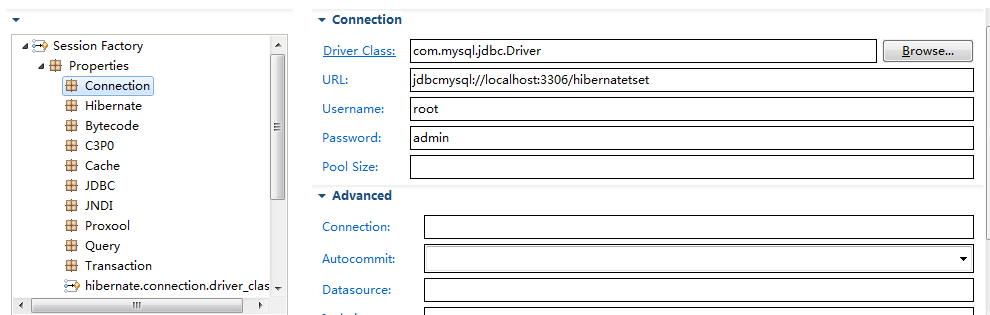 Session Factory
Properties
Connection
Hibernate
Bytecode
C3P0
Cache
JDBC
JNDI
Proxool
Query
Transaction
hibernate.connection.driver_clas
Connection
Driver Class: com.mysql.jdbc.Driver Browse...
URL: jdbcmysql://localhost:3306/hibernatetset
Username: root
Password: admin
Pool Size:
Advanced
Connection:
Autocommit:
Datasource: